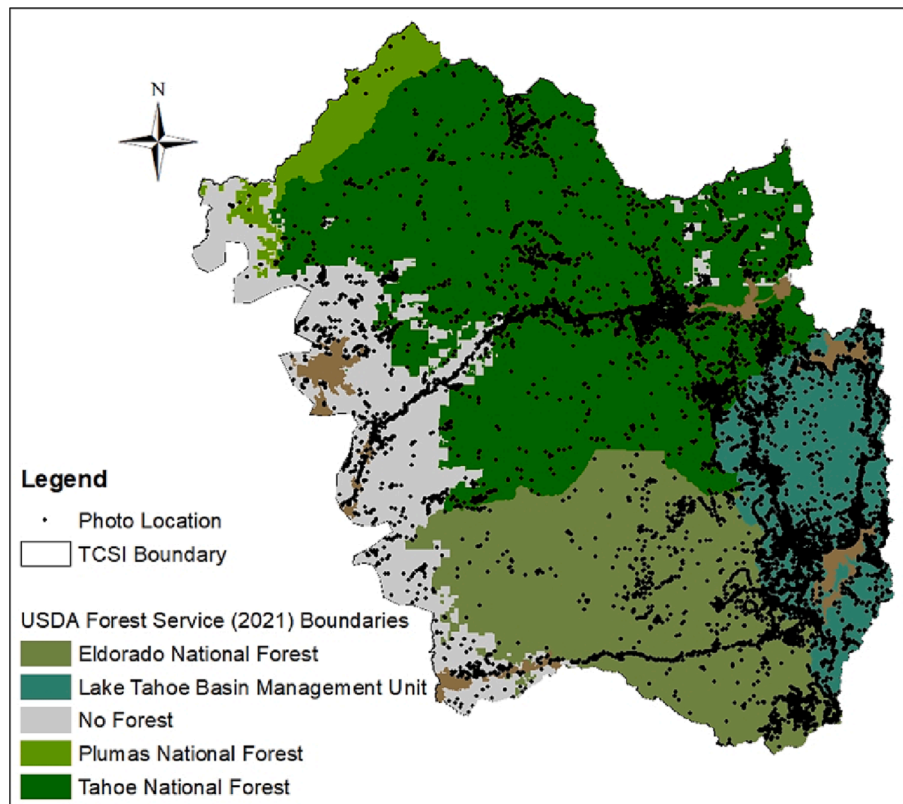 N
Legend
Photo Location
TCSI Boundary
USDA Forest Service (2021) Boundaries
Eldorado National Forest
Lake Tahoe Basin Management Unit
No Forest
Plumas National Forest
Tahoe National Forest